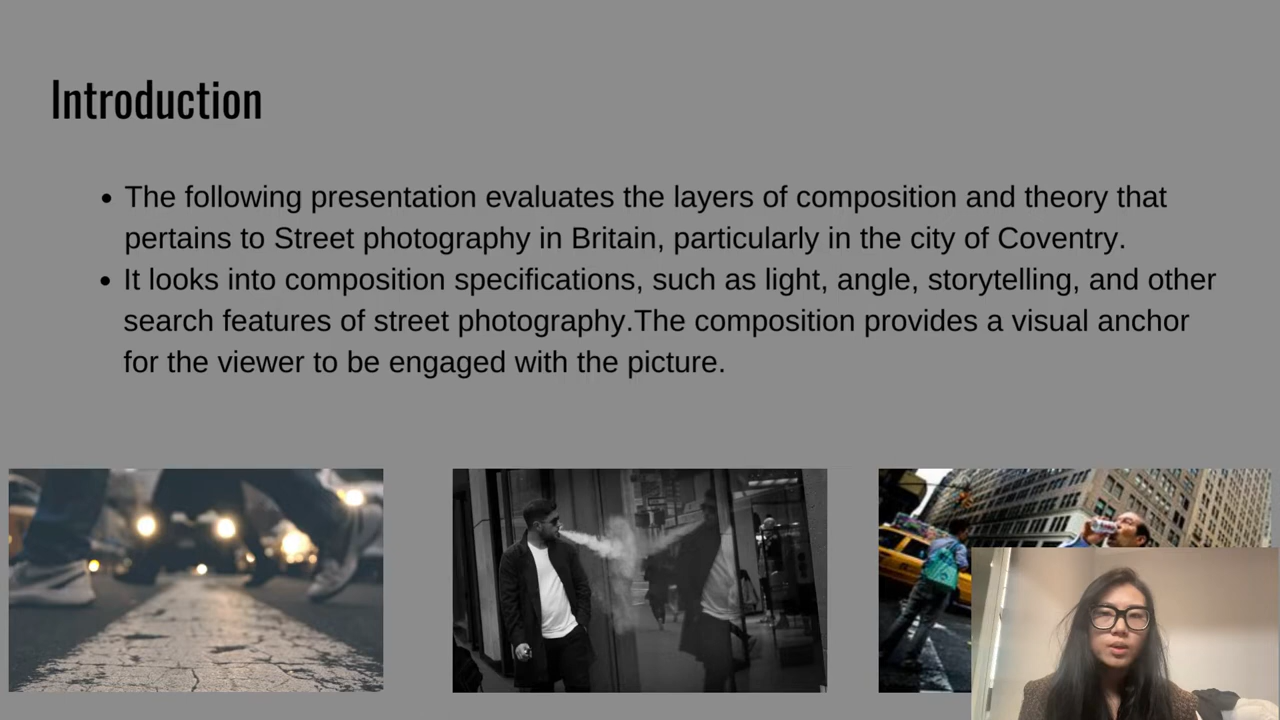 Introduction
• The following presentation evaluates the layers of composition and theory that
pertains to Street photography in Britain, particularly in the city of Coventry.
• It looks into composition specifications, such as light, angle, storytelling, and other
search features of street photography.The composition provides a visual anchor
for the viewer to be engaged with the picture.